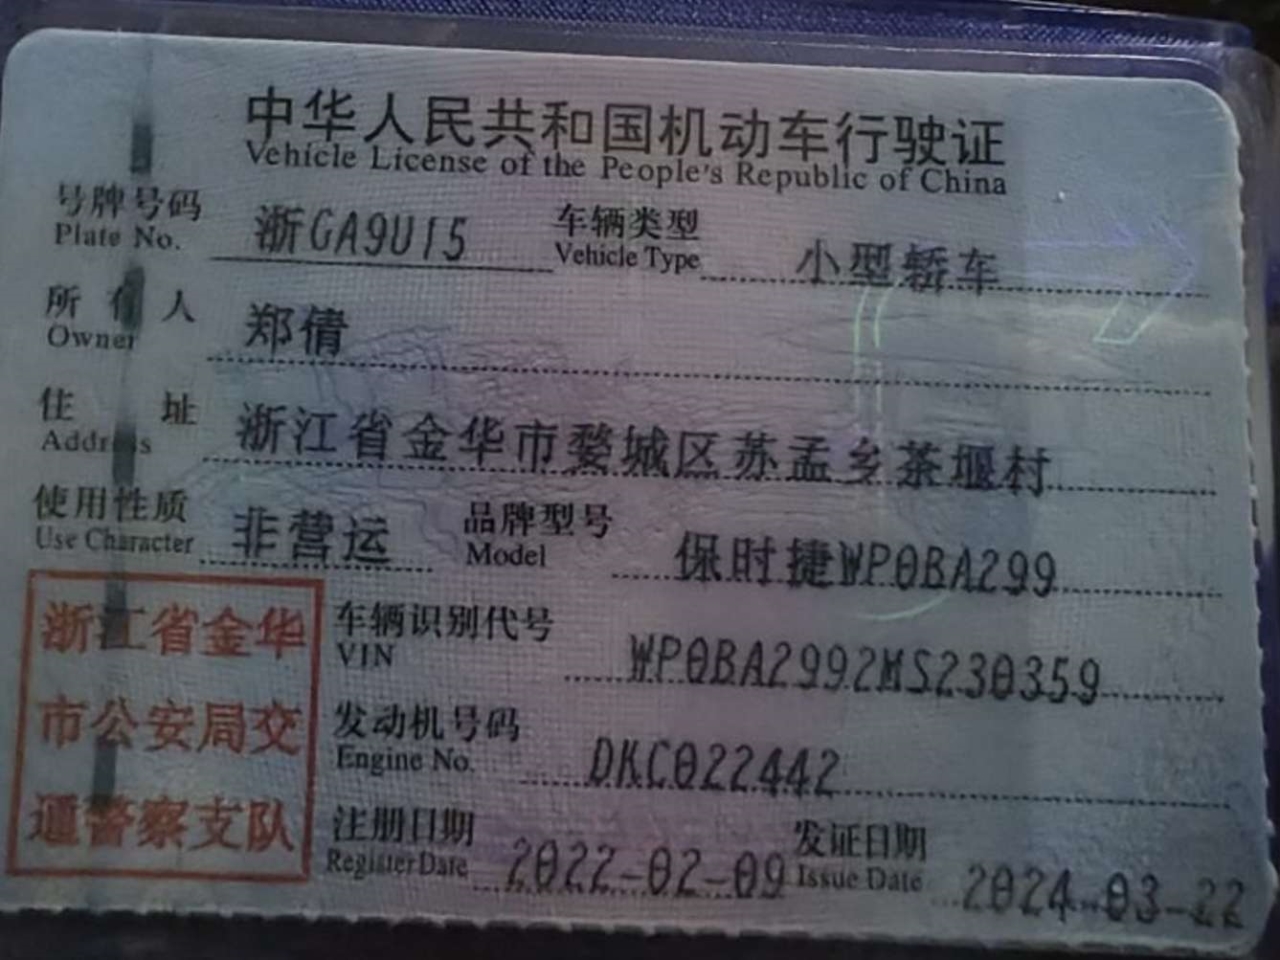 中华人民共和国机动车行驶证
Vehicle License of the People's Republic of China
号牌号码 浙GA9U15 车辆类型 小型轿车
Plate No. Vehicle Type
所有人 郑倩
Owner
住址 浙江省金华市婺城区苏孟乡茶堰村
Address
使用性质 非营运 品牌型号 保时捷WP0BA299
Use Character Model
浙江省金华 车辆识别代号 WP0BA2992MS230359
VIN
市公安局交 发动机号码 DKC022442
Engine No.
通警察支队 注册日期 2022-02-09 发证日期 2024-03-22
Register Date Issue Date